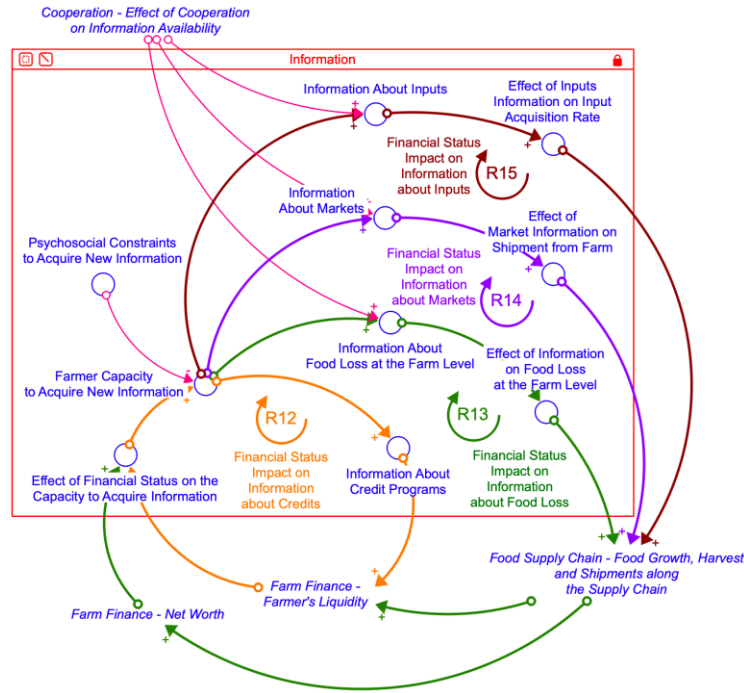 Cooperation - Effect of Cooperation
on Information Availability
Information
Information About Inputs
Effect of Inputs
Information on Input
Acquisition Rate
Financial Status
Impact on
Information
about Inputs
R15
Information
About Markets
Effect of
Market Information on
Shipment from Farm
Psychosocial Constraints
to Acquire New Information
Financial Status
Impact on
Information
about Markets
R14
Information About
Food Loss at the Farm Level
Effect of Information
on Food Loss
at the Farm Level
Farmer Capacity
to Acquire New Information
R12
R13
Financial Status
Impact on
Information
about Credits
Information About
Credit Programs
Financial Status
Impact on
Information
about Food Loss
Effect of Financial Status on the
Capacity to Acquire Information
Food Supply Chain - Food Growth, Harvest
and Shipments along
the Supply Chain
Farm Finance -
Farmer's Liquidity
Farm Finance - Net Worth